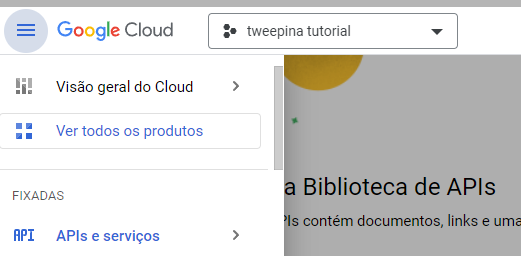 Google Cloud
tweepina tutorial
Visão geral do Cloud
Ver todos os produtos
FIXADAS
API APIs e serviços
a Biblioteca de APIs
PIs contém documentos, links e uma